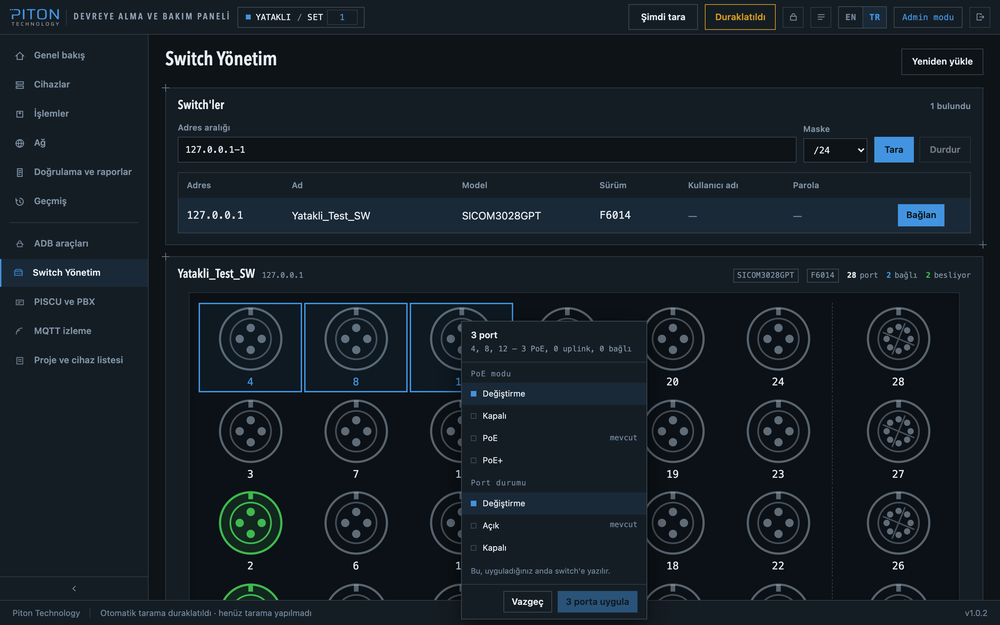 PITON
TECHNOLOGY
DEVREYE ALMA VE BAKIM PANELİ
YATAKLI / SET 1
Şimdi tara
Duraklatıldı
EN TR
Admin modu
Genel bakış
Cihazlar
İşlemler
Ağ
Doğrulama ve raporlar
Geçmiş
ADB araçları
Switch Yönetim
PISCU ve PBX
MQTT izleme
Proje ve cihaz listesi
Switch Yönetim
Yeniden yükle
Switch'ler
1 bulundu
Adres aralığı
Maske
127.0.0.1–1
/24
Tara
Durdur
Adres Ad Model Sürüm Kullanıcı adı Parola
127.0.0.1 Yatakli_Test_SW SICOM3028GPT F6014 — — Bağlan
Yatakli_Test_SW 127.0.0.1
SICOM3028GPT F6014 28 port 2 bağlı 2 besliyor
4 8 1 20 24 28
3 7 1 19 23 27
2 6 1 18 22 26
3 port
4, 8, 12 — 3 PoE, 0 uplink, 0 bağlı
PoE modu
Değiştirme
Kapalı
PoE mevcut
PoE+
Port durumu
Değiştirme
Açık mevcut
Kapalı
Bu, uyguladığınız anda switch'e yazılır.
Vazgeç
3 porta uygula
Piton Technology
Otomatik tarama duraklatıldı · henüz tarama yapılmadı
v1.0.2